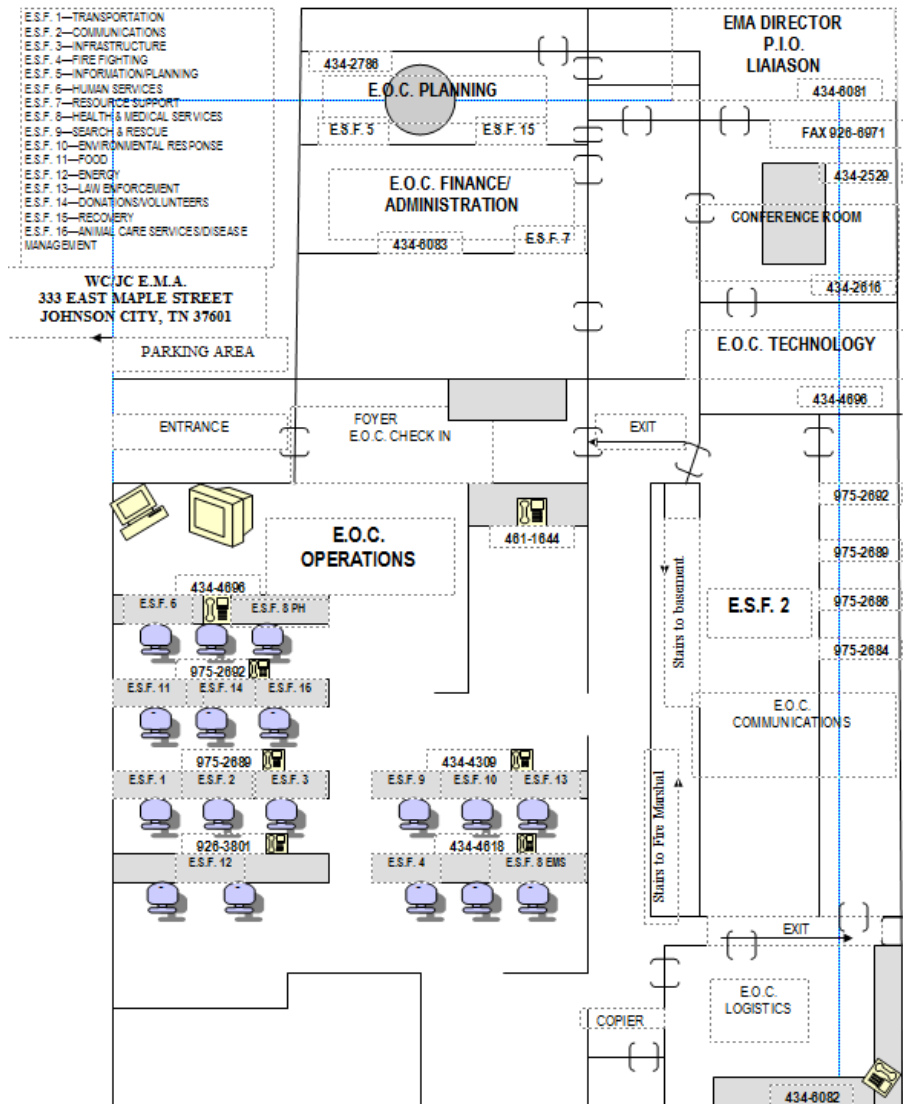 E.S.F. 1—TRANSPORTATION
E.S.F. 2—COMMUNICATIONS
E.S.F. 3—INFRASTRUCTURE
E.S.F. 4—FIRE FIGHTING
E.S.F. 5—INFORMATION/PLANNING
E.S.F. 6—HUMAN SERVICES
E.S.F. 7—RESOURCE SUPPORT
E.S.F. 8—HEALTH & MEDICAL SERVICES
E.S.F. 9—SEARCH & RESCUE
E.S.F. 10—ENVIRONMENTAL RESPONSE
E.S.F. 11—FOOD
E.S.F. 12—ENERGY
E.S.F. 13—LAW ENFORCEMENT
E.S.F. 14—DONATIONS/VOLUNTEERS
E.S.F. 15—RECOVERY
E.S.F. 16—ANIMAL CARE SERVICES/DISEASE
MANAGEMENT
WC/JC E.M.A.
333 EAST MAPLE STREET
JOHNSON CITY, TN 37601
PARKING AREA
434-2786
E.O.C. PLANNING
E.S.F. 5
E.S.F. 15
E.O.C. FINANCE/
ADMINISTRATION
434-6083
E.S.F. 7
EMA DIRECTOR
P.I.O.
LIAIASON
434-6081
FAX 926-6971
434-2529
CONFERENCE ROOM
434-2616
E.O.C. TECHNOLOGY
434-4696
ENTRANCE
FOYER
E.O.C. CHECK IN
EXIT
461-1644
E.O.C.
OPERATIONS
434-4696
E.S.F. 6
E.S.F. 8 PH
975-2692
E.S.F. 11
E.S.F. 14
E.S.F. 16
975-2689
E.S.F. 1
E.S.F. 2
E.S.F. 3
926-3801
E.S.F. 12
434-4309
E.S.F. 9
E.S.F. 10
E.S.F. 13
434-4618
E.S.F. 4
E.S.F. 8 EMS
Stairs to basement
Stairs to Fire Marshal
975-2692
975-2689
975-2686
975-2684
E.S.F. 2
E.O.C.
COMMUNICATIONS
EXIT
E.O.C.
LOGISTICS
COPIER
434-6082